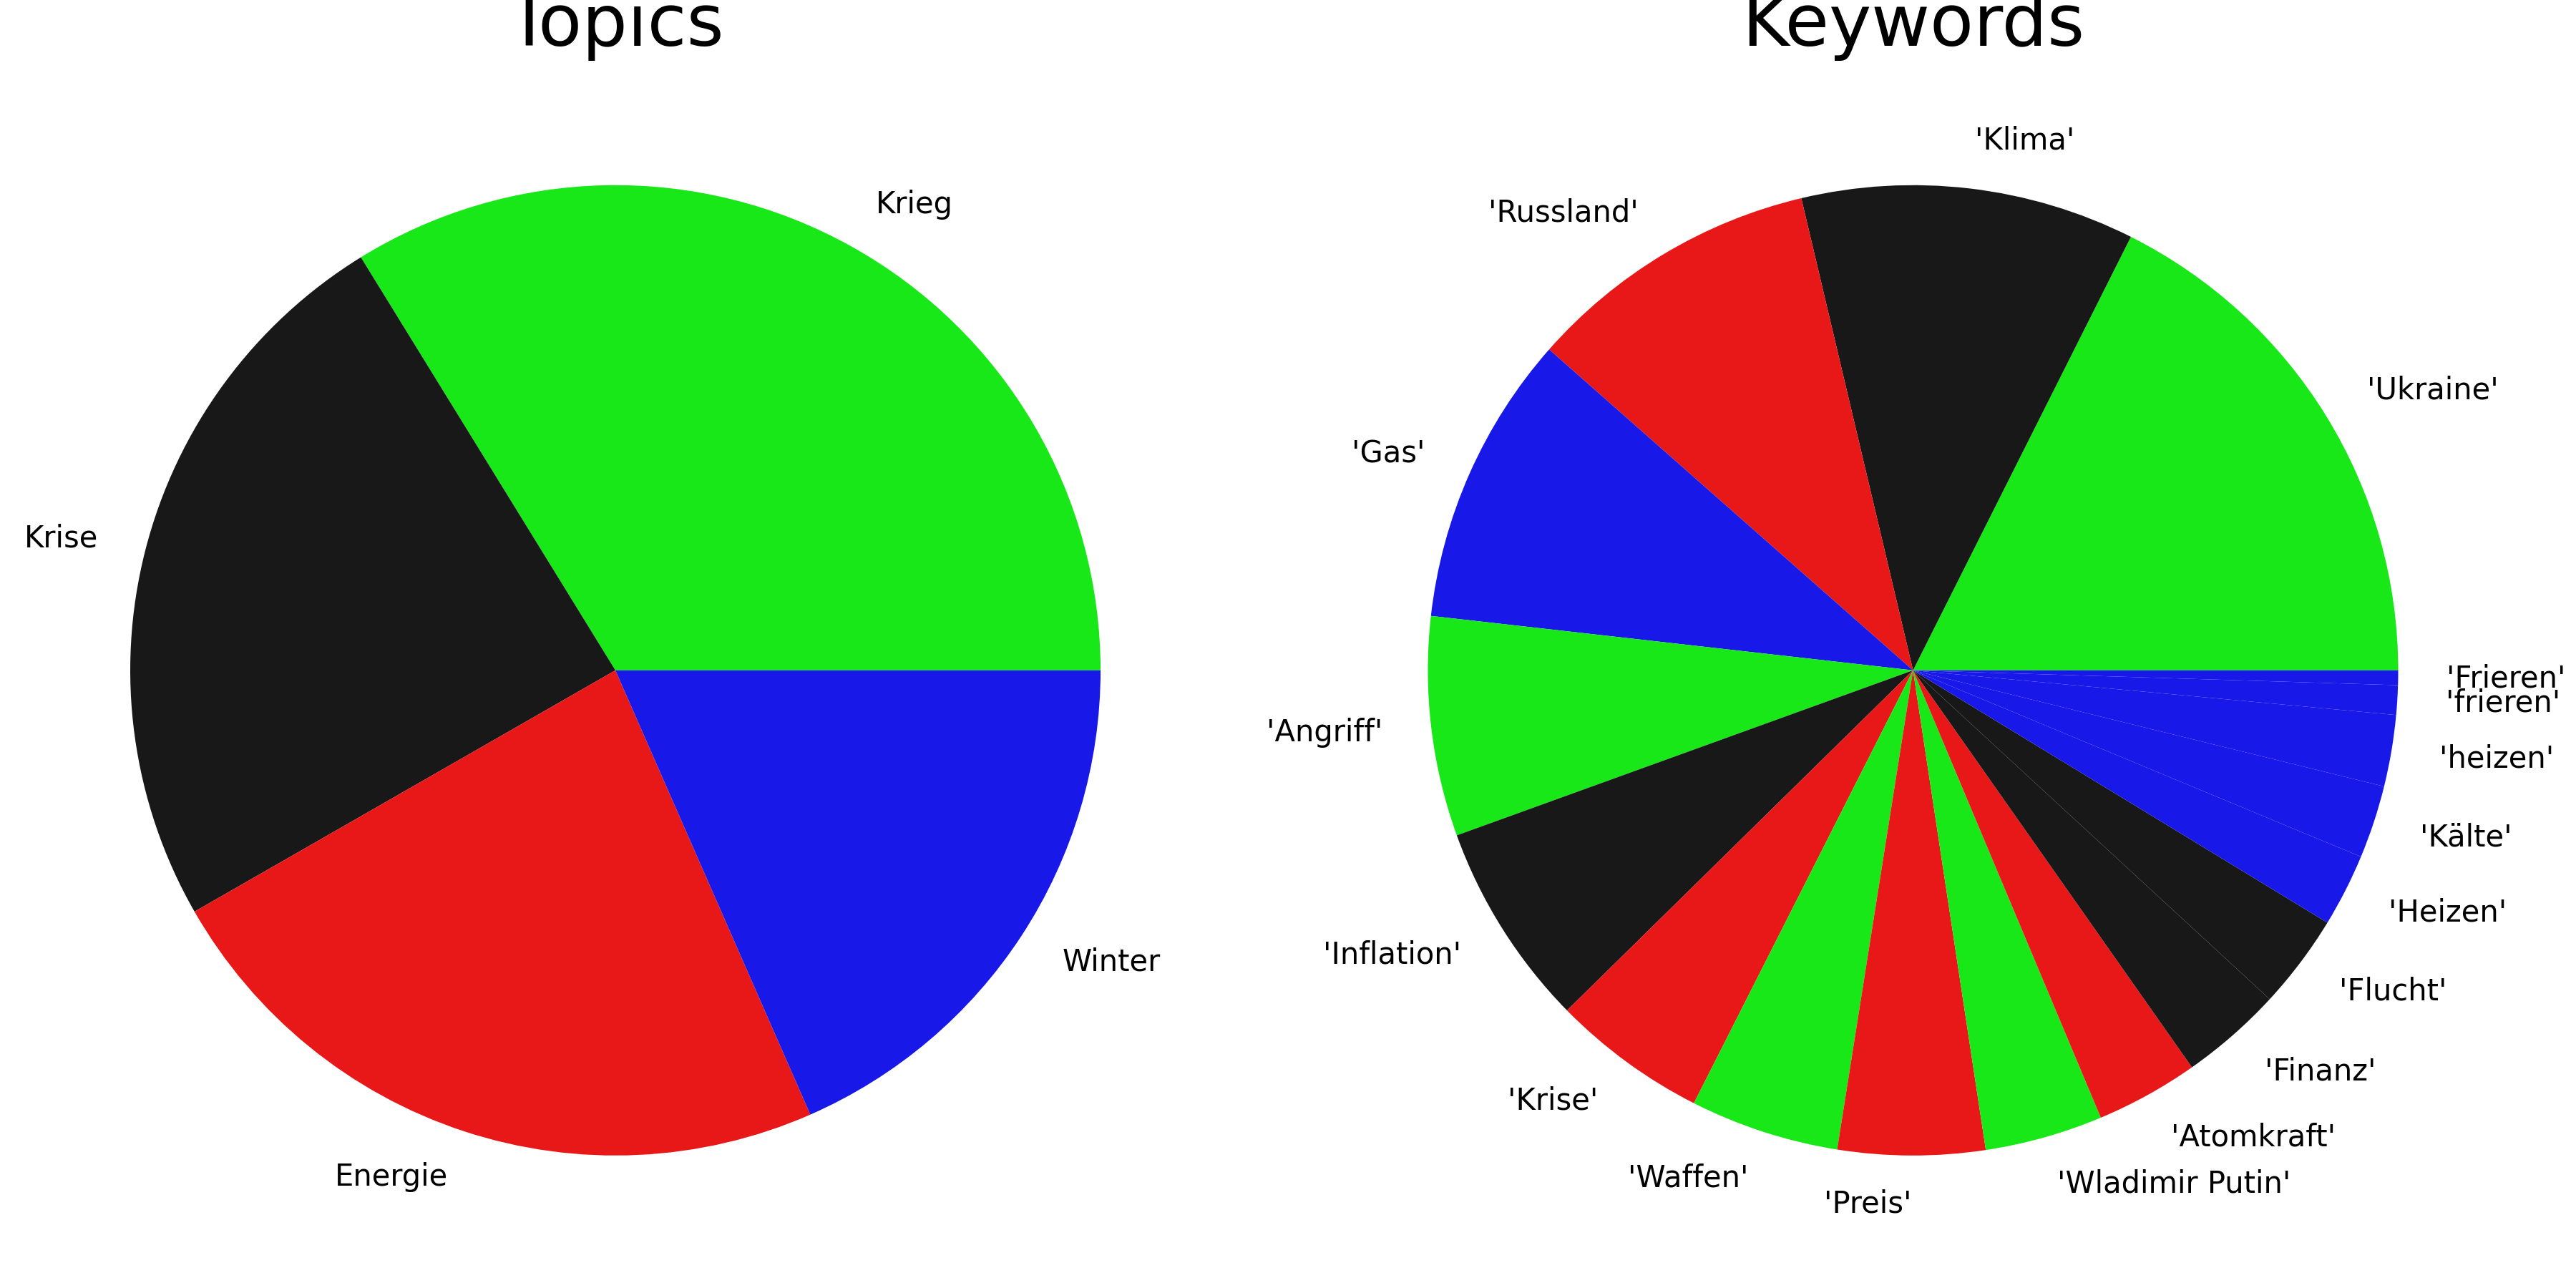 Topics
Krieg
Krise
Energie
Winter
Keywords
'Klima'
'Russland'
'Ukraine'
'Gas'
'Angriff'
'Inflation'
'Krise'
'Waffen'
'Preis'
'Wladimir Putin'
'Atomkraft'
'Finanz'
'Flucht'
'Heizen'
'Kälte'
'heizen'
'frieren'
'Frieren'